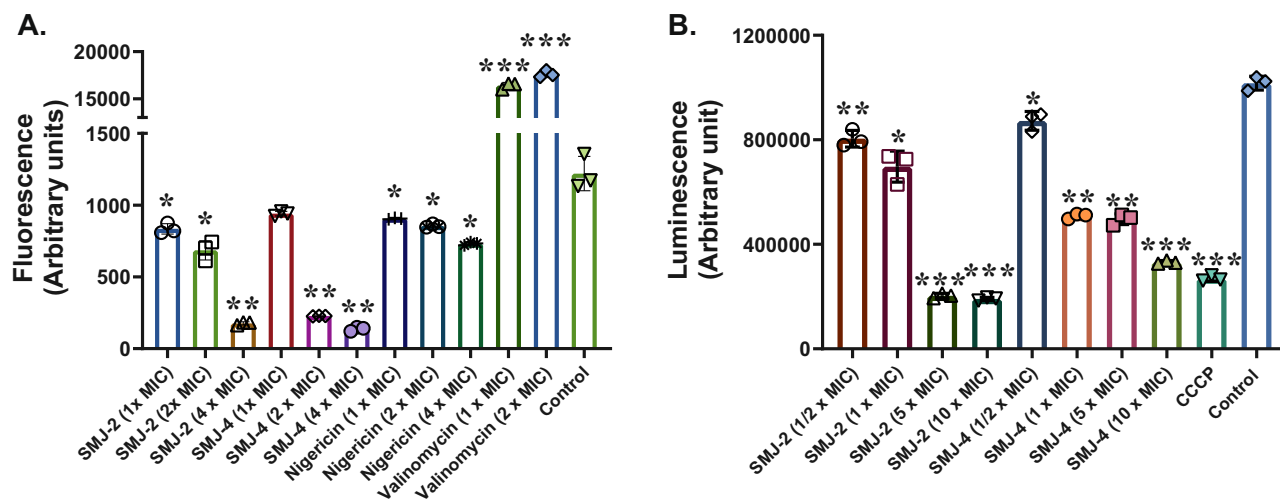 A.
Fluorescence
(Arbitrary units)
20000
15000
1500
1000
500
0
*
*
**
**
**
*
*
*
***
***
SMJ-2 (1x MIC)
SMJ-2 (2x MIC)
SMJ-2 (4 x MIC)
SMJ-4 (1x MIC)
SMJ-4 (2 x MIC)
SMJ-4 (4 x MIC)
Nigericin (1 x MIC)
Nigericin (2 x MIC)
Nigericin (4 x MIC)
Valinomycin (1 x MIC)
Valinomycin (2 x MIC)
Control
B.
Luminescence
(Arbitrary unit)
1200000
800000
400000
0
**
*
***
***
*
**
**
***
***
SMJ-2 (1/2 x MIC)
SMJ-2 (1 x MIC)
SMJ-2 (5 x MIC)
SMJ-2 (10 x MIC)
SMJ-4 (1/2 x MIC)
SMJ-4 (1 x MIC)
SMJ-4 (5 x MIC)
SMJ-4 (10 x MIC)
CCCP
Control